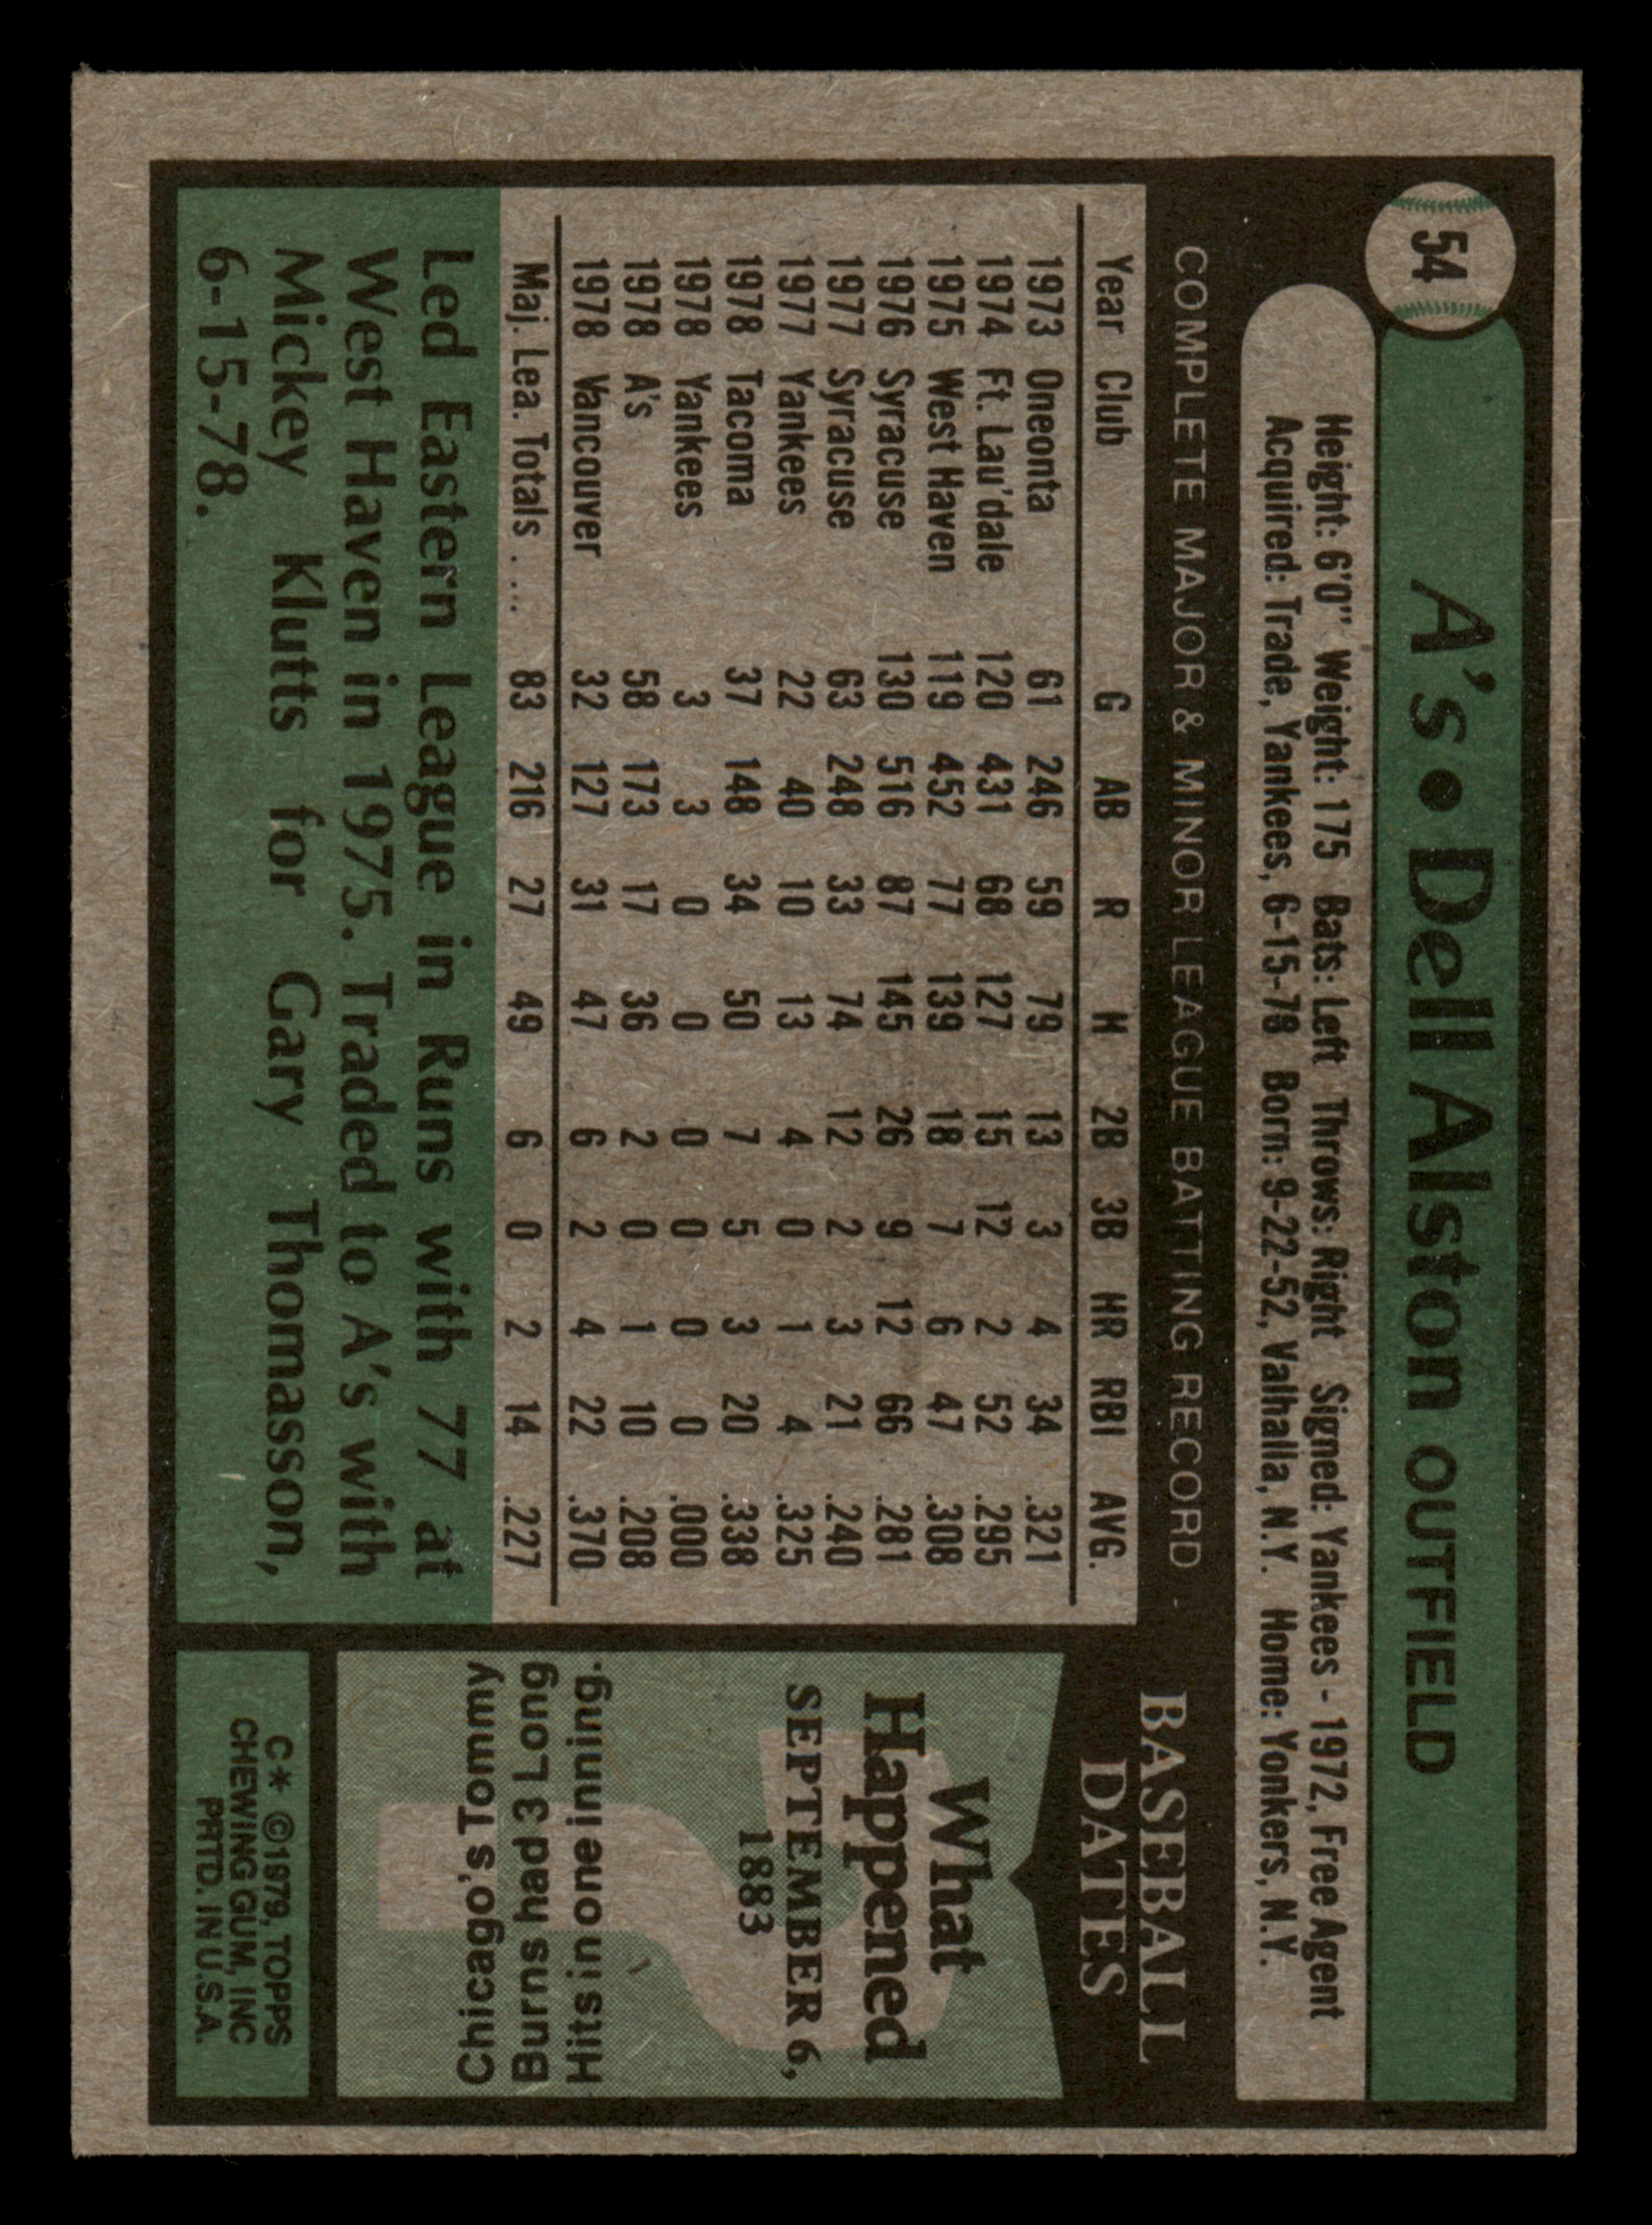 54
A's • Dell Alston OUTFIELD
Height: 6'0" Weight: 175 Bats: Left Throws: Right Signed: Yankees - 1972, Free Agent
Acquired: Trade, Yankees, 6-15-78 Born: 9-22-52, Valhalla, N.Y. Home: Yonkers, N.Y.
COMPLETE MAJOR & MINOR LEAGUE BATTING RECORD
Year Club G AB R H 2B 3B HR RBI AVG.
1973 Oneonta 61 246 59 79 13 3 4 34 .321
1974 Ft. Lau'dale 120 431 68 127 15 12 2 52 .295
1975 West Haven 119 452 77 139 18 7 6 47 .308
1976 Syracuse 130 516 87 145 26 9 12 66 .281
1977 Syracuse 63 248 33 74 12 2 3 21 .240
1977 Yankees 22 40 10 13 4 0 1 4 .325
1978 Tacoma 37 148 34 50 7 5 3 20 .338
1978 Yankees 3 3 0 0 0 0 0 0 .000
1978 A's 58 173 17 36 2 0 1 10 .208
1978 Vancouver 32 127 31 47 6 2 4 22 .370
Maj. Lea. Totals .... 83 216 27 49 6 0 2 14 .227
Led Eastern League in Runs with 77 at
West Haven in 1975. Traded to A's with
Mickey Klutts for Gary Thomasson,
6-15-78.
BASEBALL
DATES
What
Happened
SEPTEMBER 6,
1883
Hits in one inning.
Burns had 3 Long
Chicago's Tommy
C* ©1979, TOPPS
CHEWING GUM, INC
PRTD. IN U.S.A.